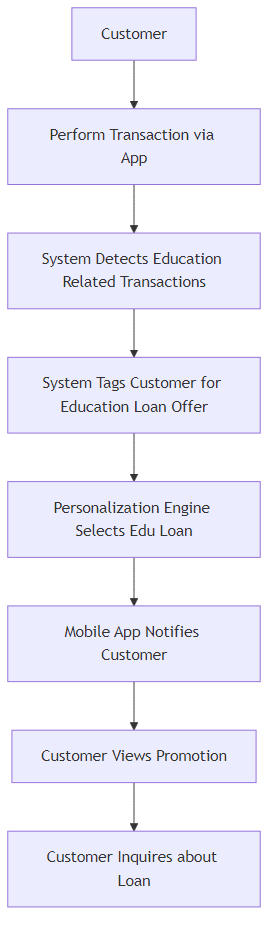 Customer
Perform Transaction via
App
System Detects Education
Related Transactions
System Tags Customer for
Education Loan Offer
Personalization Engine
Selects Edu Loan
Mobile App Notifies
Customer
Customer Views Promotion
Customer Inquires about
Loan